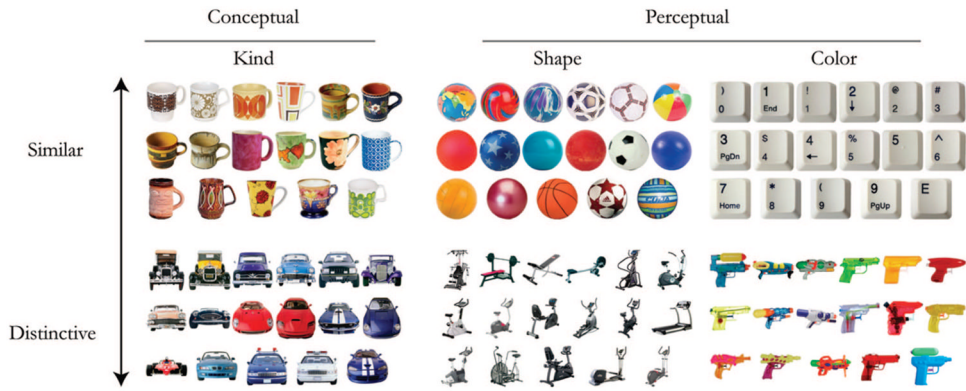 Conceptual
Perceptual
Kind
Shape
Color
Similar
Distinctive
) 1 ! 2 @ #
0 End 1 ↓ 2 3
3 $ 4 % 5 ^
PgDn 4 ← 5 6
7 * ( 9 E
Home 8 9 PgUp